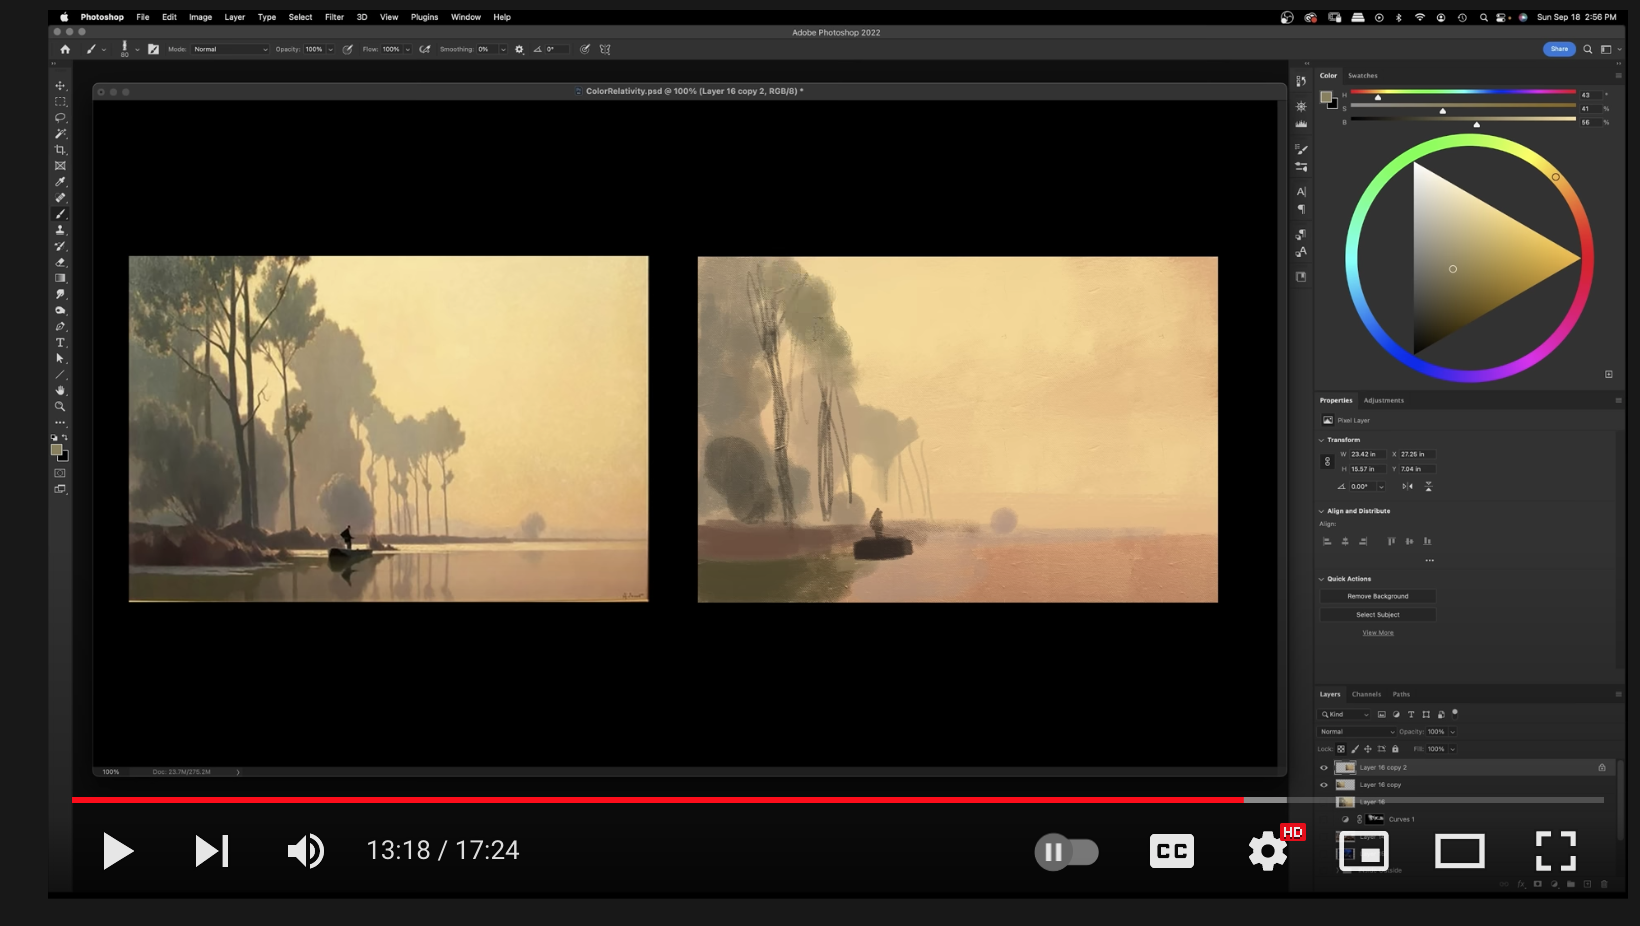 Photoshop File Edit Image Layer Type Select Filter 3D View Plugins Window Help Sun Sep 18 2:56 PM
Adobe Photoshop 2022
80 Mode: Normal Opacity: 100% Flow: 100% Smoothing: 0% 0° Share
Color Swatches
ColorRelativity.psd @ 100% (Layer 16 copy 2, RGB/8) *
H 43 °
S 41 %
B 56 %
Properties Adjustments
Pixel Layer
Transform
W 23.42 in X 27.25 in
H 15.57 in Y 7.04 in
0.00°
Align and Distribute
Align:
Quick Actions
Remove Background
Select Subject
View More
Layers Channels Paths
Kind
Normal Opacity: 100%
Lock: Fill: 100%
Layer 16 copy 2
100% Doc: 23.7M/275.2M
Layer 16 copy
Layer 16
Curves 1
13:18 / 17:24 CC HD